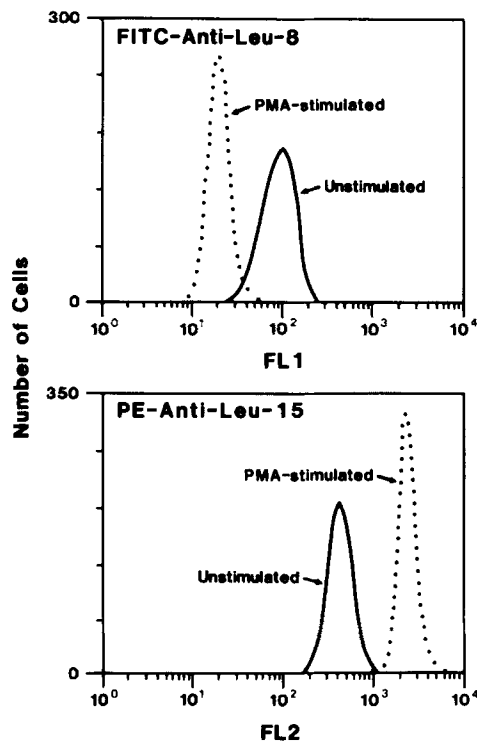 300
FITC-Anti-Leu-8
PMA-stimulated
Unstimulated
0
10⁰ 10¹ 10² 10³ 10⁴
FL1
Number of Cells
350
PE-Anti-Leu-15
PMA-stimulated
Unstimulated
0
10⁰ 10¹ 10² 10³ 10⁴
FL2